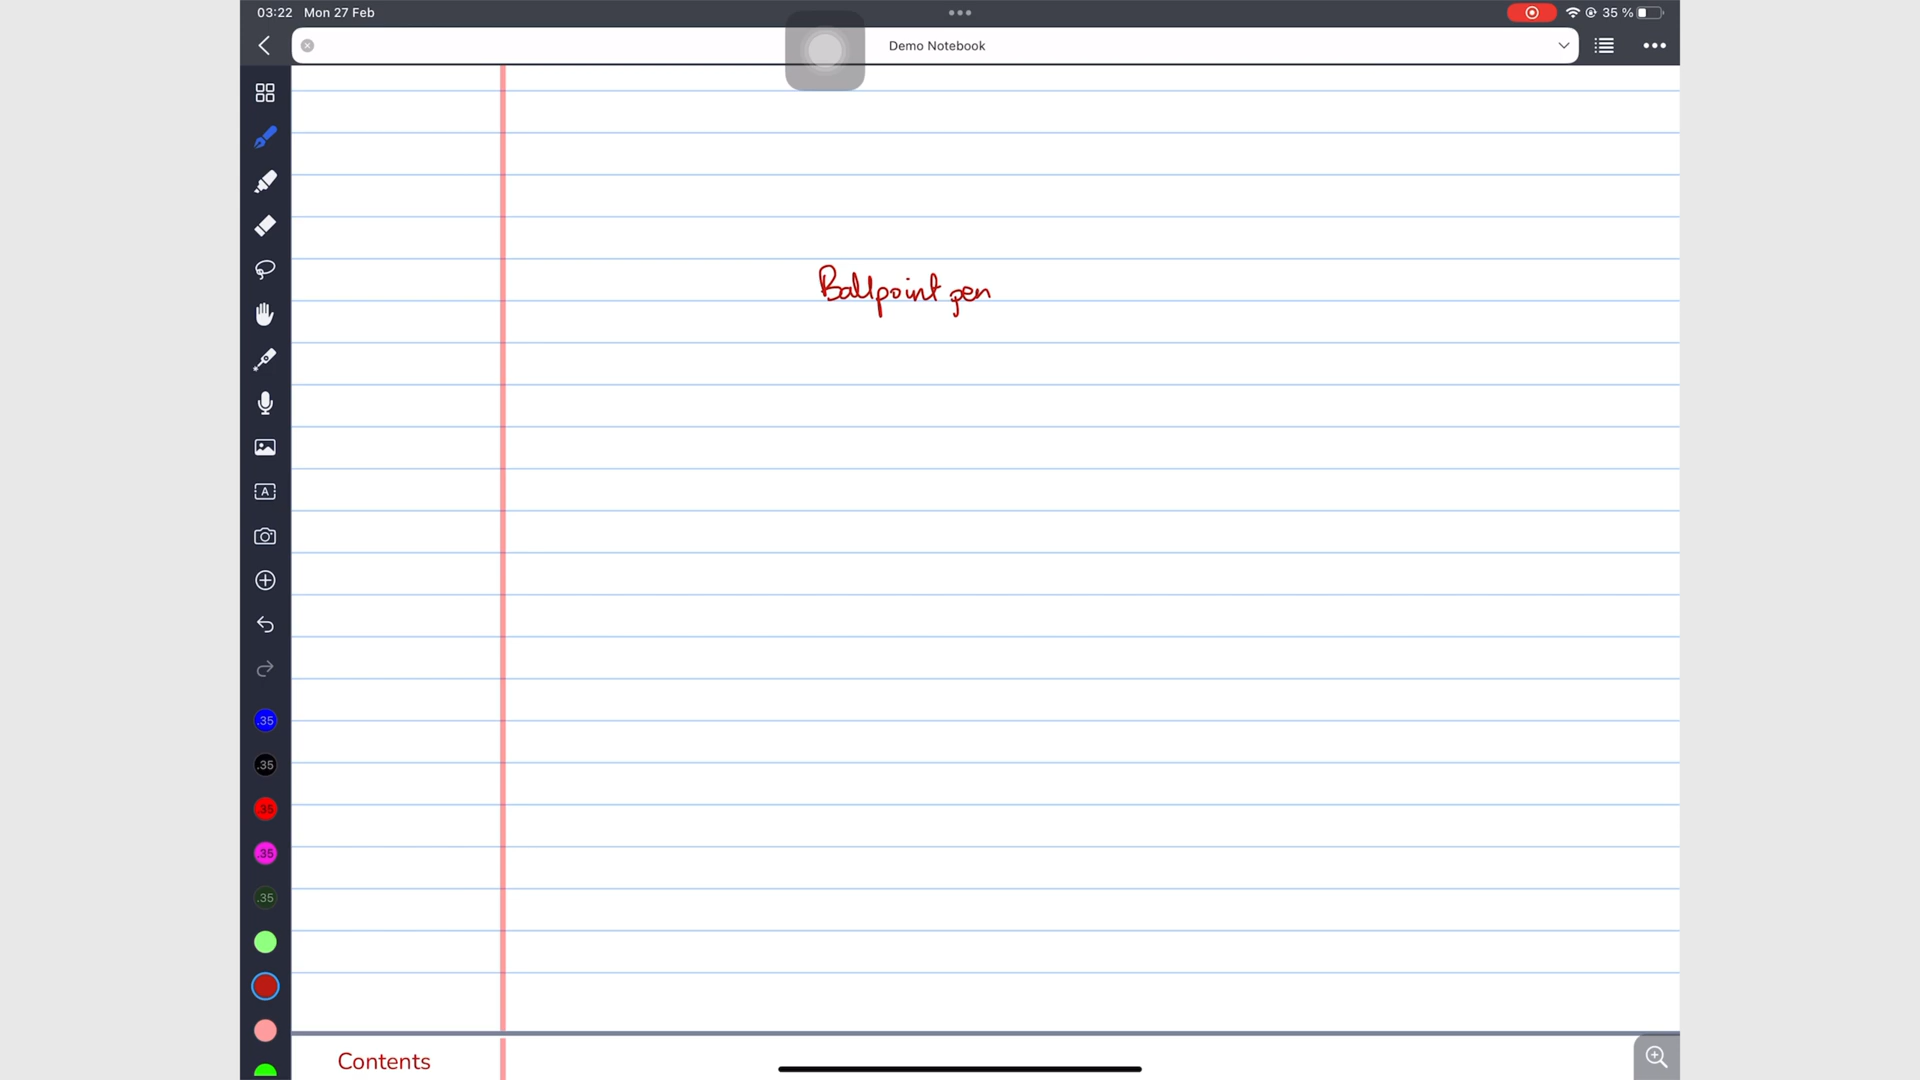 03:22 Mon 27 Feb
35 %
Demo Notebook
A
Ballpoint pen
.35
.35
.35
.35
.35
Contents